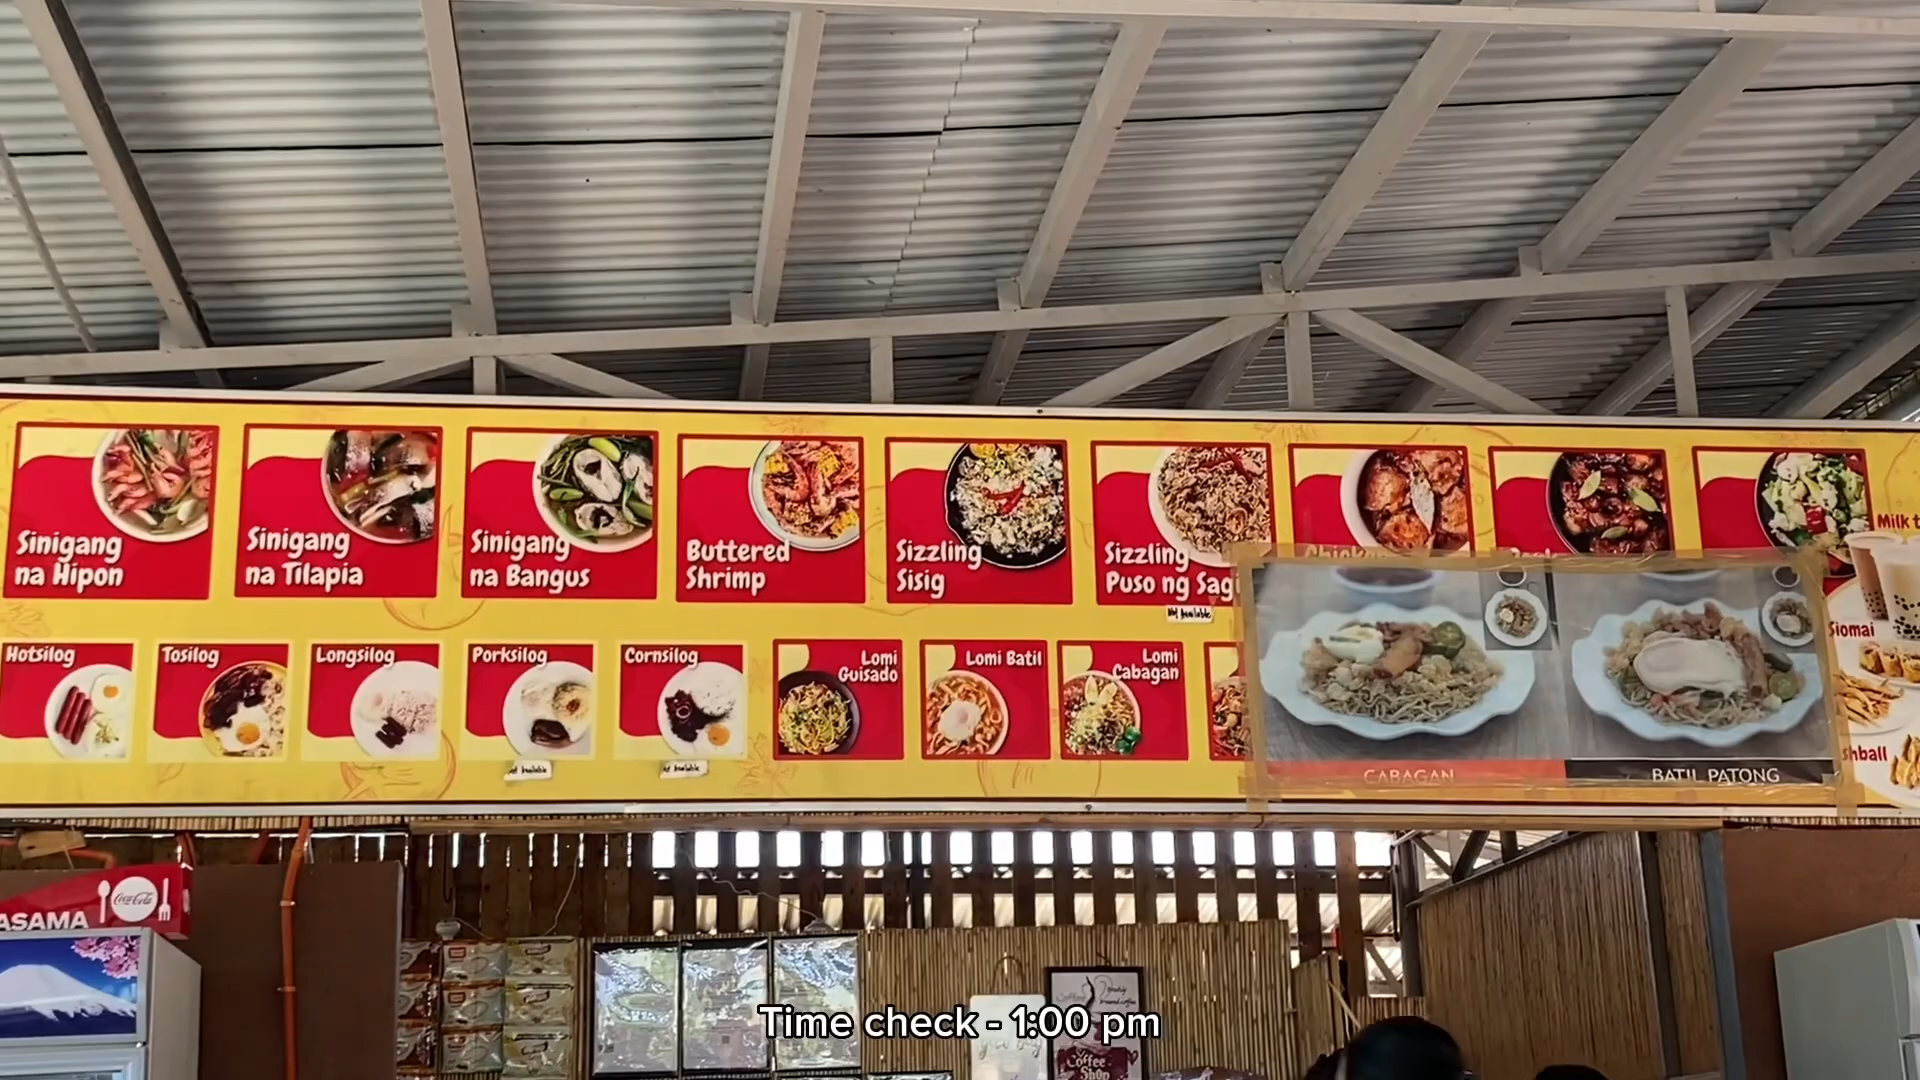 Sinigang
na Hipon
Sinigang
na Tilapia
Sinigang
na Bangus
Buttered
Shrimp
Sizzling
Sisig
Sizzling
Puso ng Sagi
Not Available
Chicken
Milk t
Hotsilog
Tosilog
Longsilog
Porksilog
Cornsilog
Lomi
Guisado
Lomi Batil
Lomi
Cabagan
Siomai
shball
CABAGAN
BATIL PATONG
Not Available
Not Available
ASAMA
Coca-Cola
Coffee
Shop
Time check - 1:00 pm